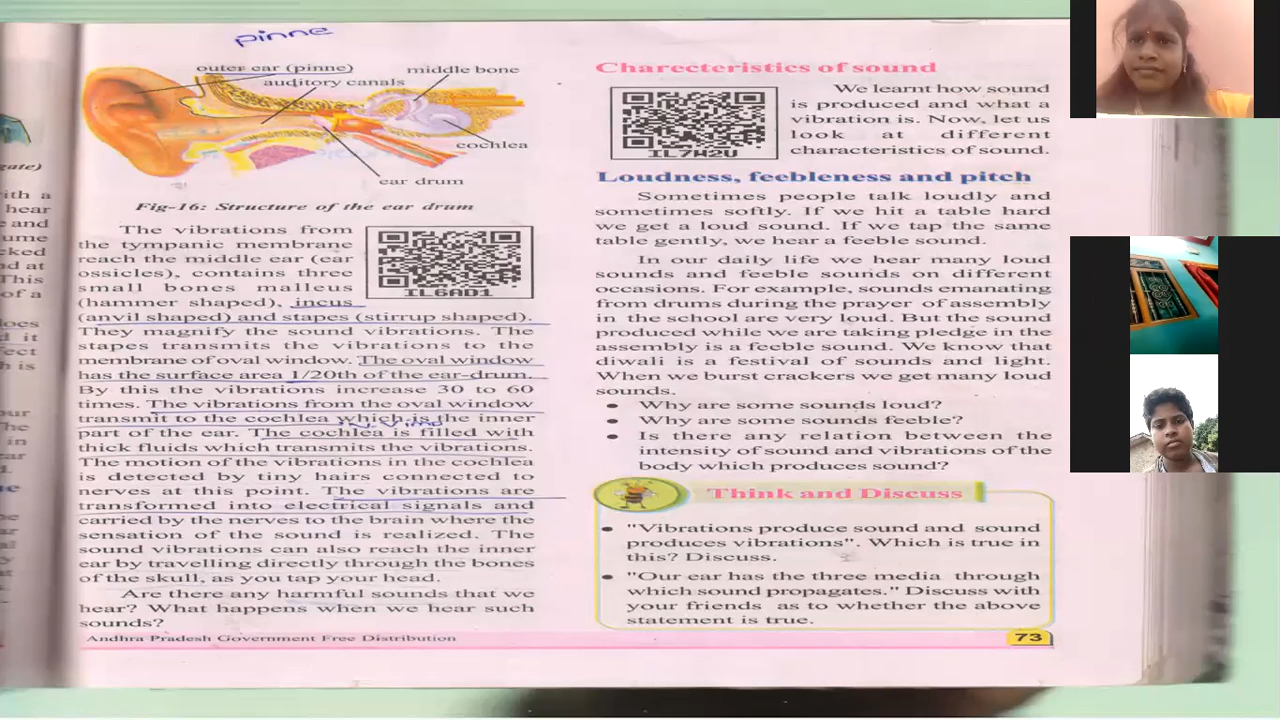 pinne
outer ear (pinne)
auditory canals
middle bone
cochlea
ear drum
Fig-16: Structure of the ear drum
The vibrations from
the tympanic membrane
reach the middle ear (ear
ossicles), contains three
small bones malleus
(hammer shaped), incus
(anvil shaped) and stapes (stirrup shaped).
They magnify the sound vibrations. The
stapes transmits the vibrations to the
membrane of oval window. The oval window
has the surface area 1/20th of the ear-drum.
By this the vibrations increase 30 to 60
times. The vibrations from the oval window
transmit to the cochlea which is the inner
part of the ear. The cochlea is filled with
thick fluids which transmits the vibrations.
The motion of the vibrations in the cochlea
is detected by tiny hairs connected to
nerves at this point. The vibrations are
transformed into electrical signals and
carried by the nerves to the brain where the
sensation of the sound is realized. The
sound vibrations can also reach the inner
ear by travelling directly through the bones
of the skull, as you tap your head.
Are there any harmful sounds that we
hear? What happens when we hear such
sounds?
IL6AD1
Andhra Pradesh Government Free Distribution
Charecteristics of sound
IL7W2U
We learnt how sound
is produced and what a
vibration is. Now, let us
look at different
characteristics of sound.
Loudness, feebleness and pitch
Sometimes people talk loudly and
sometimes softly. If we hit a table hard
we get a loud sound. If we tap the same
table gently, we hear a feeble sound.
In our daily life we hear many loud
sounds and feeble sounds on different
occasions. For example, sounds emanating
from drums during the prayer of assembly
in the school are very loud. But the sound
produced while we are taking pledge in the
assembly is a feeble sound. We know that
diwali is a festival of sounds and light.
When we burst crackers we get many loud
sounds.
• Why are some sounds loud?
• Why are some sounds feeble?
• Is there any relation between the
intensity of sound and vibrations of the
body which produces sound?
Think and Discuss
• "Vibrations produce sound and sound
produces vibrations". Which is true in
this? Discuss.
• "Our ear has the three media through
which sound propagates." Discuss with
your friends as to whether the above
statement is true.
73
gate)
with a
hear
and
ume
cked
nd at
This
of a
does
it
fect
h is
our
The
in
ear